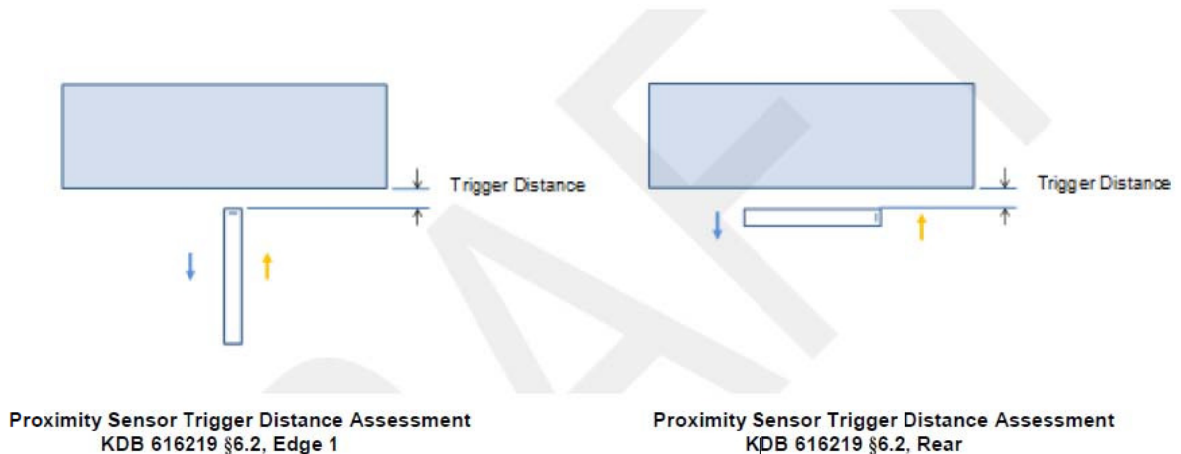 Trigger Distance
Trigger Distance
Proximity Sensor Trigger Distance Assessment
KDB 616219 §6.2, Edge 1
Proximity Sensor Trigger Distance Assessment
KDB 616219 §6.2, Rear